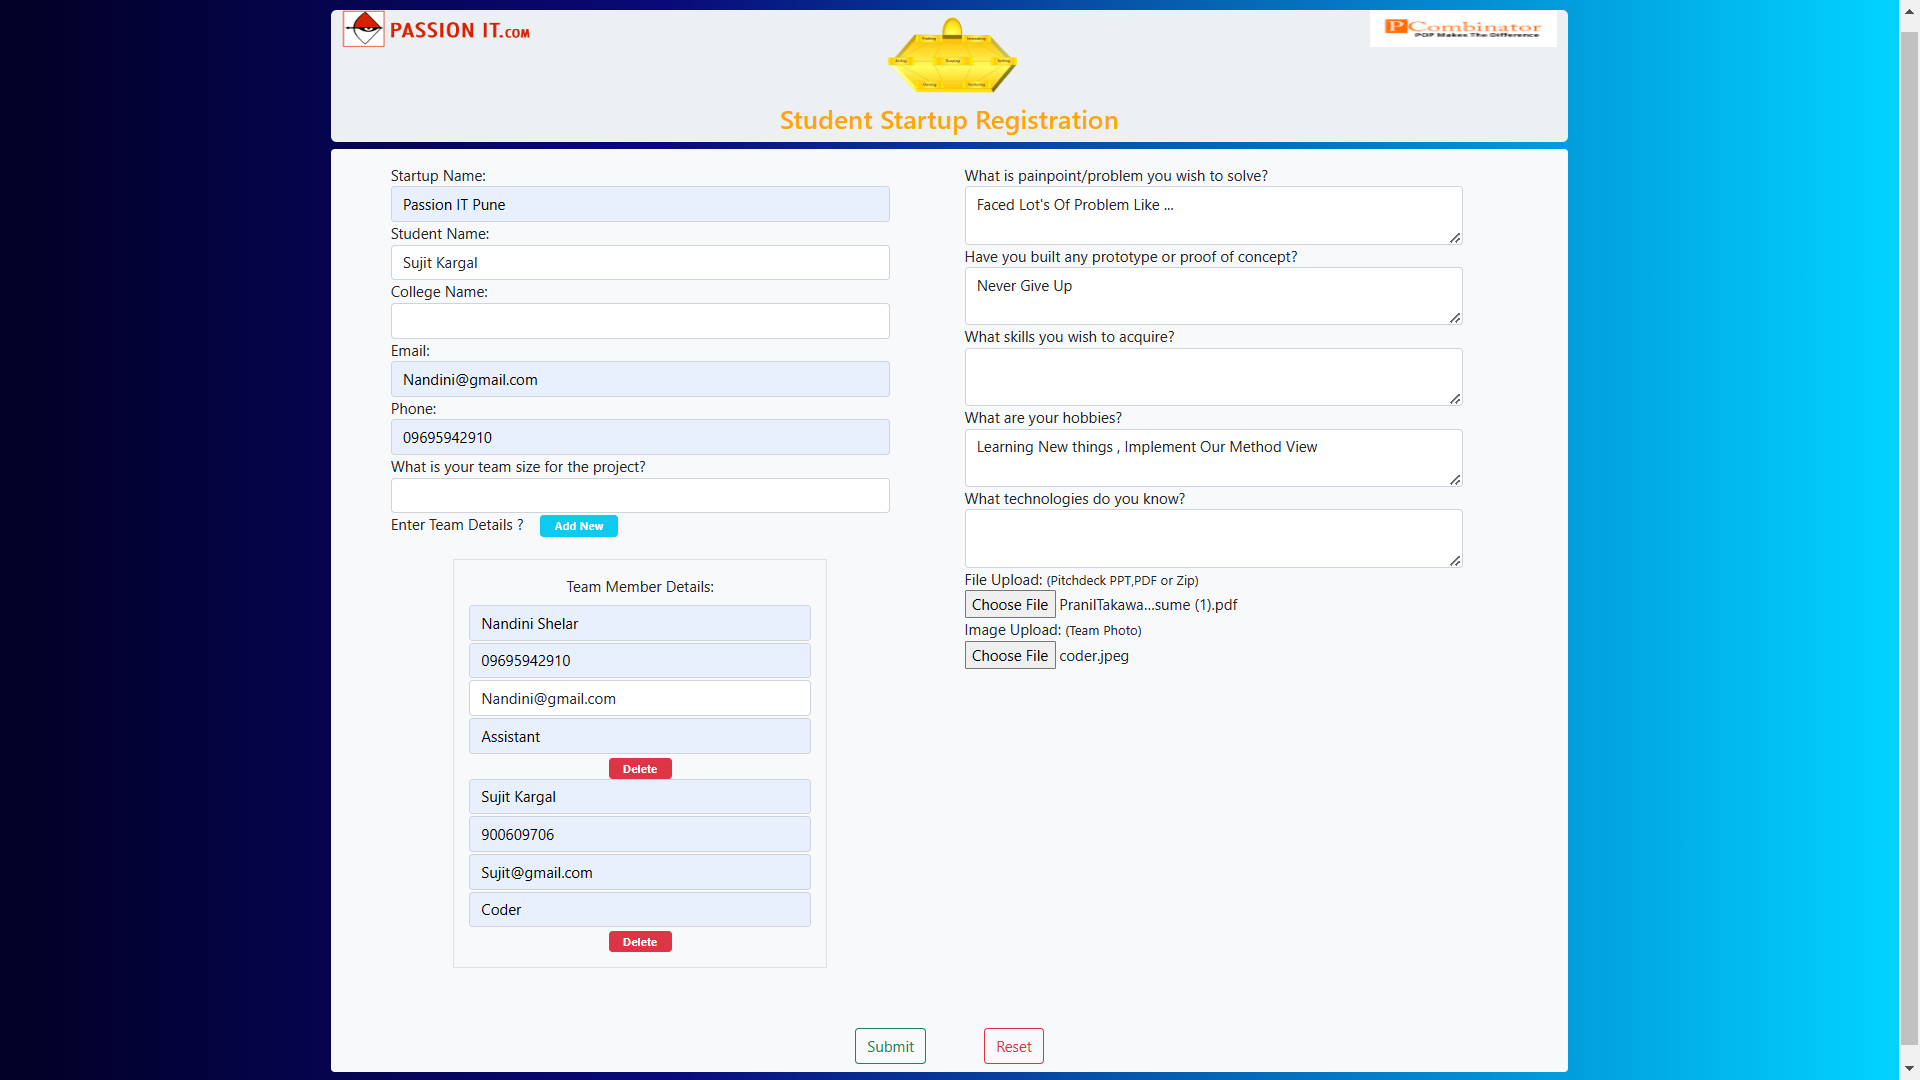 PASSION IT.COM
PCombinator
POP Makes The Difference
Student Startup Registration
Startup Name:
Passion IT Pune
Student Name:
Sujit Kargal
College Name:
Email:
Nandini@gmail.com
Phone:
09695942910
What is your team size for the project?
Enter Team Details ? Add New
Team Member Details:
Nandini Shelar
09695942910
Nandini@gmail.com
Assistant
Delete
Sujit Kargal
900609706
Sujit@gmail.com
Coder
Delete
What is painpoint/problem you wish to solve?
Faced Lot's Of Problem Like ...
Have you built any prototype or proof of concept?
Never Give Up
What skills you wish to acquire?
What are your hobbies?
Learning New things , Implement Our Method View
What technologies do you know?
File Upload: (Pitchdeck PPT,PDF or Zip)
Choose File PranilTakawa...sume (1).pdf
Image Upload: (Team Photo)
Choose File coder.jpeg
Submit Reset